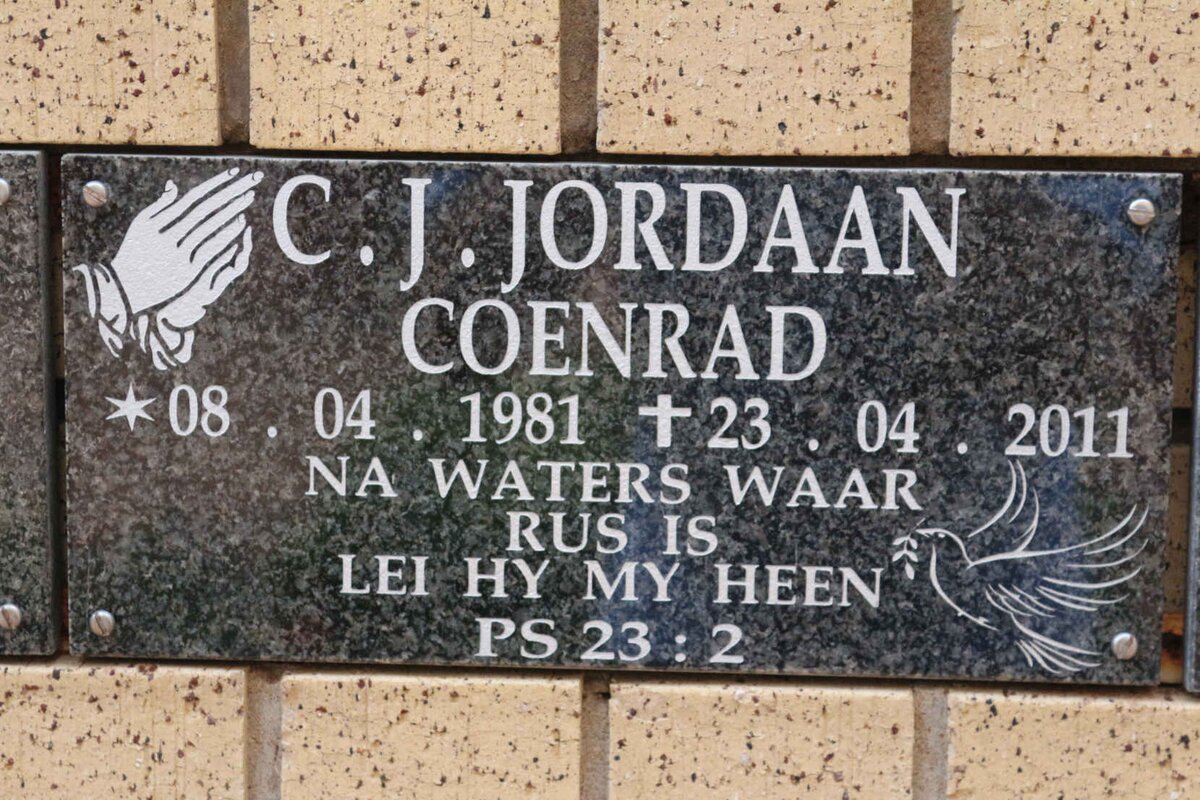 C.J. JORDAAN
COENRAD
08.04.1981 23.04.2011
NA WATERS WAAR
RUS IS
LEI HY MY HEEN
PS 23:2